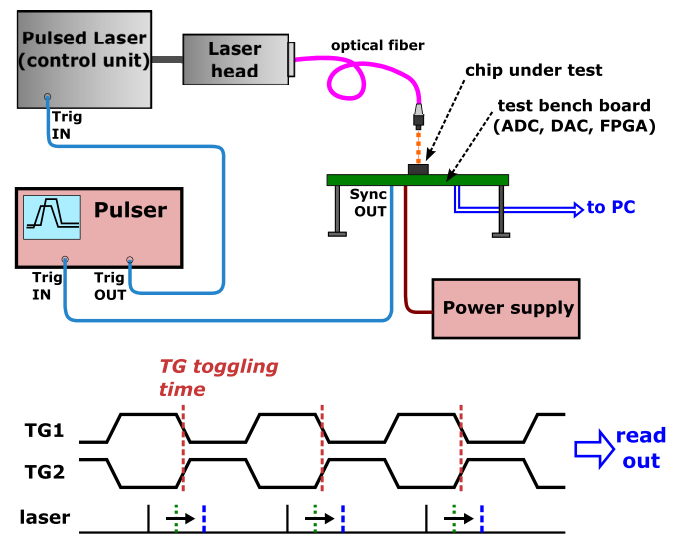 Pulsed Laser
(control unit)
Laser
head
optical fiber
chip under test
test bench board
(ADC, DAC, FPGA)
Trig
IN
Sync
OUT
to PC
Pulser
Trig
IN
Trig
OUT
Power supply
TG toggling
time
TG1
TG2
laser
read
out